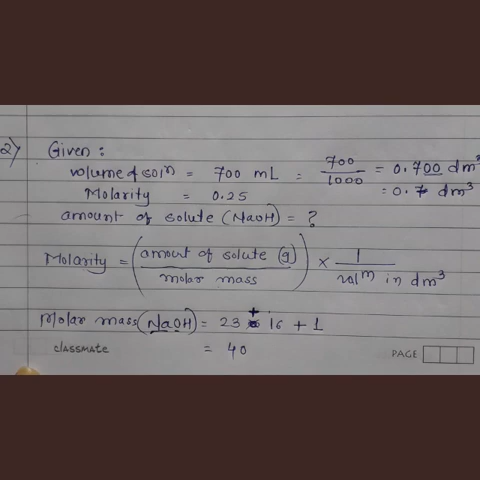 2) Given:
volume of solⁿ = 700 mL = 700/1000 = 0.700 dm³
Molarity = 0.25 = 0.7 dm³
amount of solute (NaOH) = ?
Molarity = (amount of solute (g) / molar mass) × 1 / volᵐ in dm³
Molar mass (NaOH) = 23 + 16 + 1
= 40
classmate
PAGE